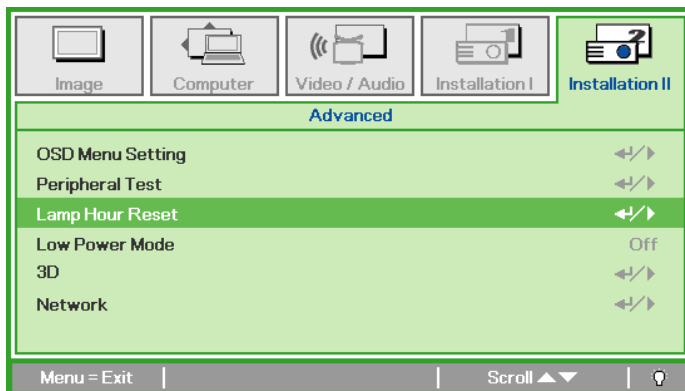 Image Computer Video / Audio Installation I Installation II
Advanced
OSD Menu Setting
Peripheral Test
Lamp Hour Reset
Low Power Mode Off
3D
Network
Menu = Exit Scroll